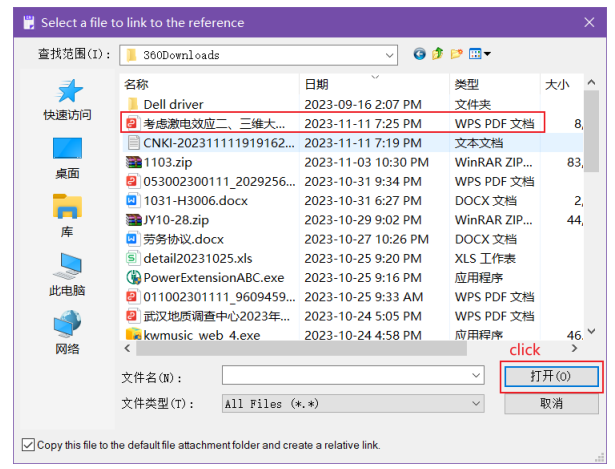 Select a file to link to the reference
查找范围(I): 360Downloads
快速访问
桌面
库
此电脑
网络
名称 日期 类型 大小
Dell driver 2023-09-16 2:07 PM 文件夹
考虑激电效应二、三维大... 2023-11-11 7:25 PM WPS PDF 文档 8,
CNKI-202311111919162... 2023-11-11 7:19 PM 文本文档
1103.zip 2023-11-03 10:30 PM WinRAR ZIP... 83,
053002300111_2029256... 2023-10-31 9:34 PM WPS PDF 文档
1031-H3006.docx 2023-10-31 6:27 PM DOCX 文档 2,
JY10-28.zip 2023-10-29 9:02 PM WinRAR ZIP... 44,
劳务协议.docx 2023-10-27 10:26 PM DOCX 文档
detail20231025.xls 2023-10-25 9:20 PM XLS 工作表
PowerExtensionABC.exe 2023-10-25 9:16 PM 应用程序
011002301111_9609459... 2023-10-25 9:33 AM WPS PDF 文档
武汉地质调查中心2023年... 2023-10-24 5:05 PM WPS PDF 文档
kwmusic_web_4.exe 2023-10-24 4:58 PM 应用程序 46,
click
文件名(N): 打开(O)
文件类型(T): All Files (*.*) 取消
Copy this file to the default file attachment folder and create a relative link.